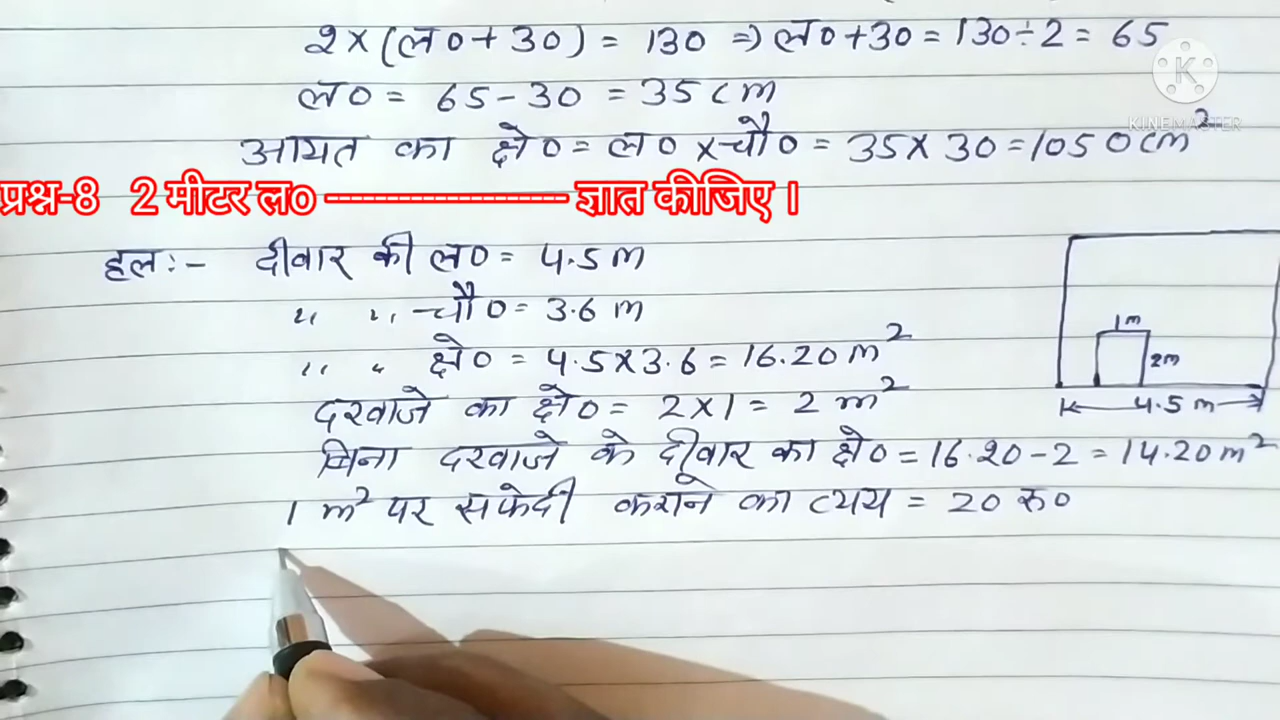 2 × (ल० + 30) = 130 ⇒ ल० + 30 = 130 ÷ 2 = 65
ल० = 65 - 30 = 35 cm
K
KINEMASTER
आयत का क्षे० = ल० × चौ० = 35 × 30 = 1050 cm²
प्रश्न-8 2 मीटर ल० ---------------------- ज्ञात कीजिए ।
हल :- दीवार की ल० = 4.5 m
" " चौ० = 3.6 m
" " क्षे० = 4.5 × 3.6 = 16.20 m²
दरवाजे का क्षे० = 2 × 1 = 2 m²
बिना दरवाजे के दीवार का क्षे० = 16.20 - 2 = 14.20 m²
1 m² पर सफेदी कराने का व्यय = 20 रु०
1m
2m
4.5 m